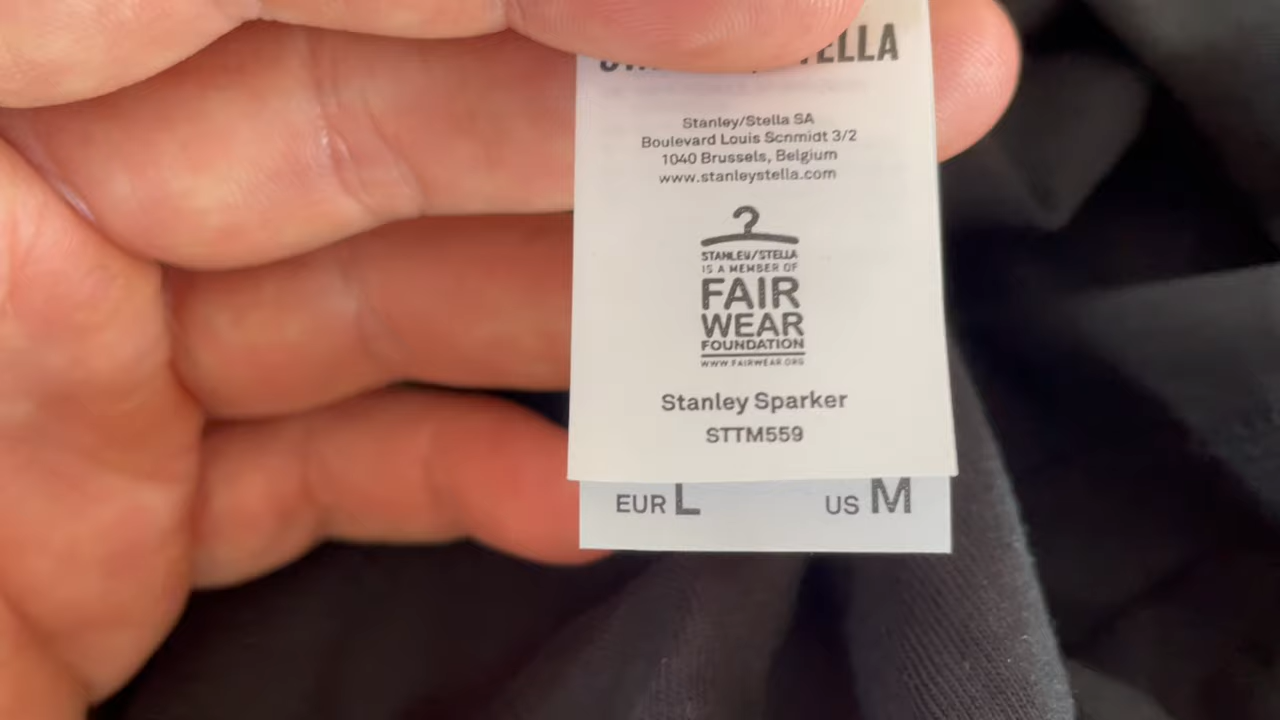 ELLA
Stanley/Stella SA
Boulevard Louis Scnmidt 3/2
1040 Brussels, Belgium
www.stanleystella.com
STANLEY/STELLA
IS A MEMBER OF
FAIR
WEAR
FOUNDATION
WWW.FAIRWEAR.ORG
Stanley Sparker
STTM559
EUR L US M